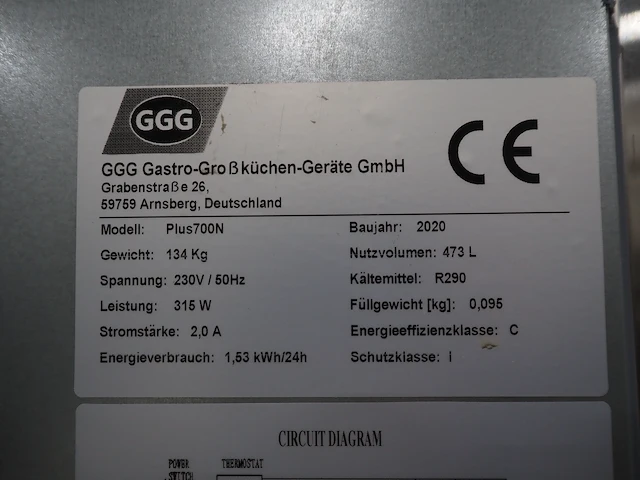 GGG
CE
GGG Gastro-Großküchen-Geräte GmbH
Grabenstraße 26,
59759 Arnsberg, Deutschland
Modell: Plus700N
Baujahr: 2020
Gewicht: 134 Kg
Nutzvolumen: 473 L
Spannung: 230V / 50Hz
Kältemittel: R290
Leistung: 315 W
Füllgewicht [kg]: 0,095
Stromstärke: 2,0 A
Energieeffizienzklasse: C
Energieverbrauch: 1,53 kWh/24h
Schutzklasse: I
CIRCUIT DIAGRAM
POWER THERMOSTAT
SWITCH